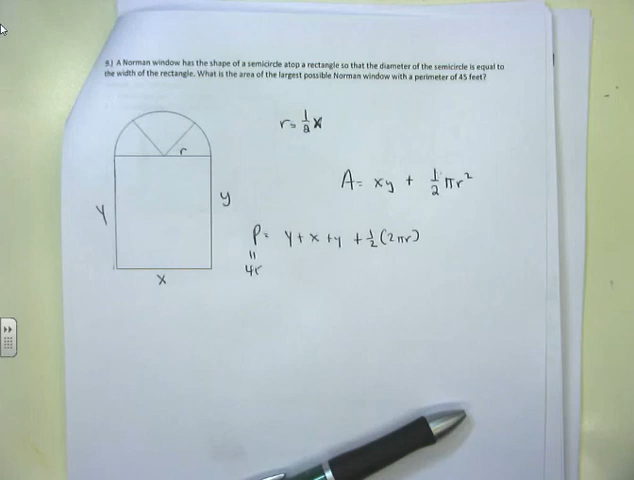 9.) A Norman window has the shape of a semicircle atop a rectangle so that the diameter of the semicircle is equal to
the width of the rectangle. What is the area of the largest possible Norman window with a perimeter of 45 feet?
r = 1/2 x
r
A = xy + 1/2 πr²
y
y
P = y + x + y + 1/2 (2πr)
"
45
x